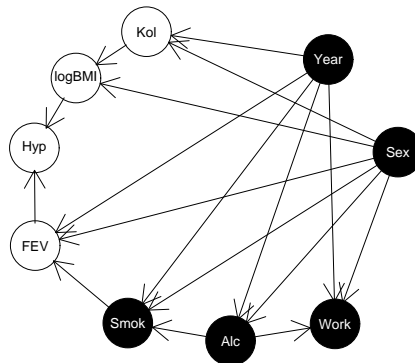 Kol
Year
logBMI
Hyp
Sex
FEV
Smok
Alc
Work